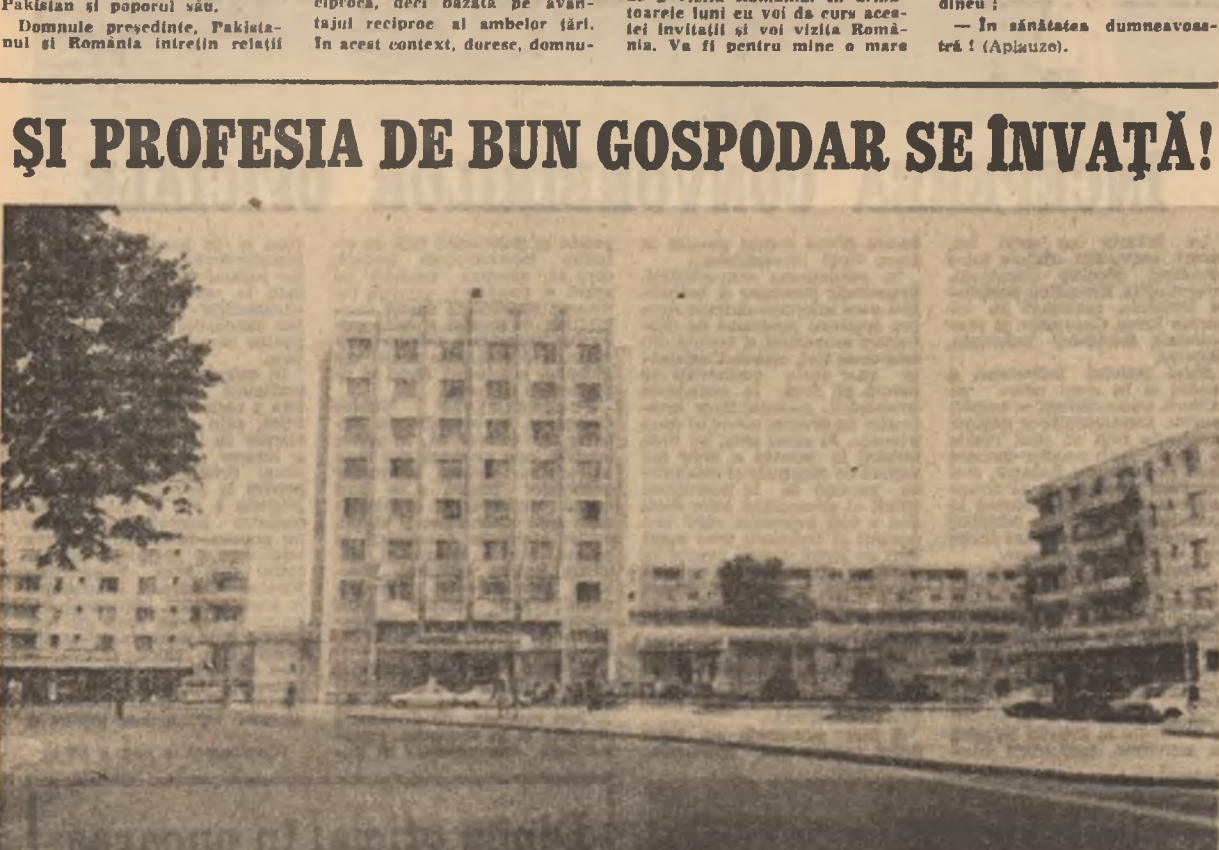 Pakistan și poporul său.
Domnule președinte, Pakista-
nul și România întrețin relații
ciprocă, deci bazată pe avan-
tajul reciproc al ambelor țări.
În acest context, doresc, domnu-
toarele luni eu voi da curs aces-
tei invitații și voi vizita Româ-
nia. Va fi pentru mine o mare
dineu !
— În sănătatea dumneavoas-
tră ! (Aplauze).
ȘI PROFESIA DE BUN GOSPODAR SE ÎNVAȚĂ!